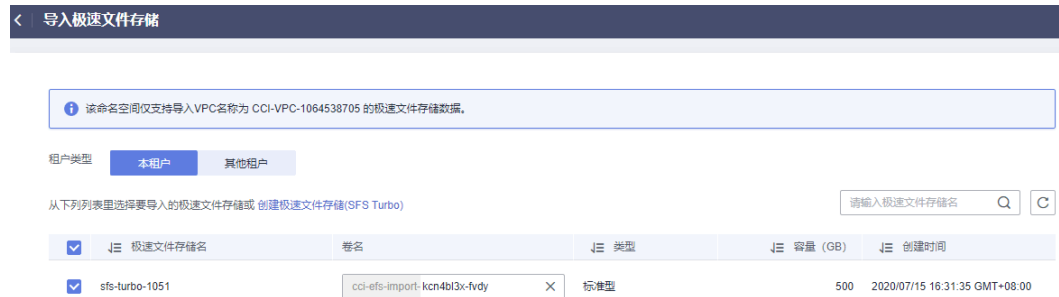 导入极速文件存储
该命名空间仅支持导入VPC名称为 CCI-VPC-1064538705 的极速文件存储数据。
租户类型 本租户 其他租户
从下列列表里选择要导入的极速文件存储或 创建极速文件存储(SFS Turbo) 请输入极速文件存储名
极速文件存储名 卷名 类型 容量（GB） 创建时间
sfs-turbo-1051 cci-efs-import-kcn4bl3x-fvdy 标准型 500 2020/07/15 16:31:35 GMT+08:00